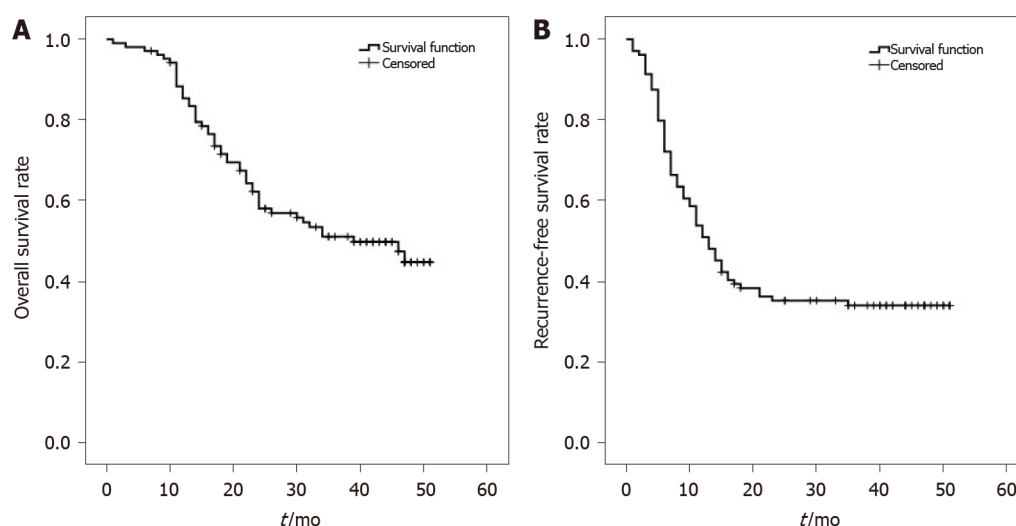 A
Overall survival rate
1.0
0.8
0.6
0.4
0.2
0.0
Survival function
Censored
0 10 20 30 40 50 60
t/mo
B
Recurrence-free survival rate
1.0
0.8
0.6
0.4
0.2
0.0
Survival function
Censored
0 10 20 30 40 50 60
t/mo